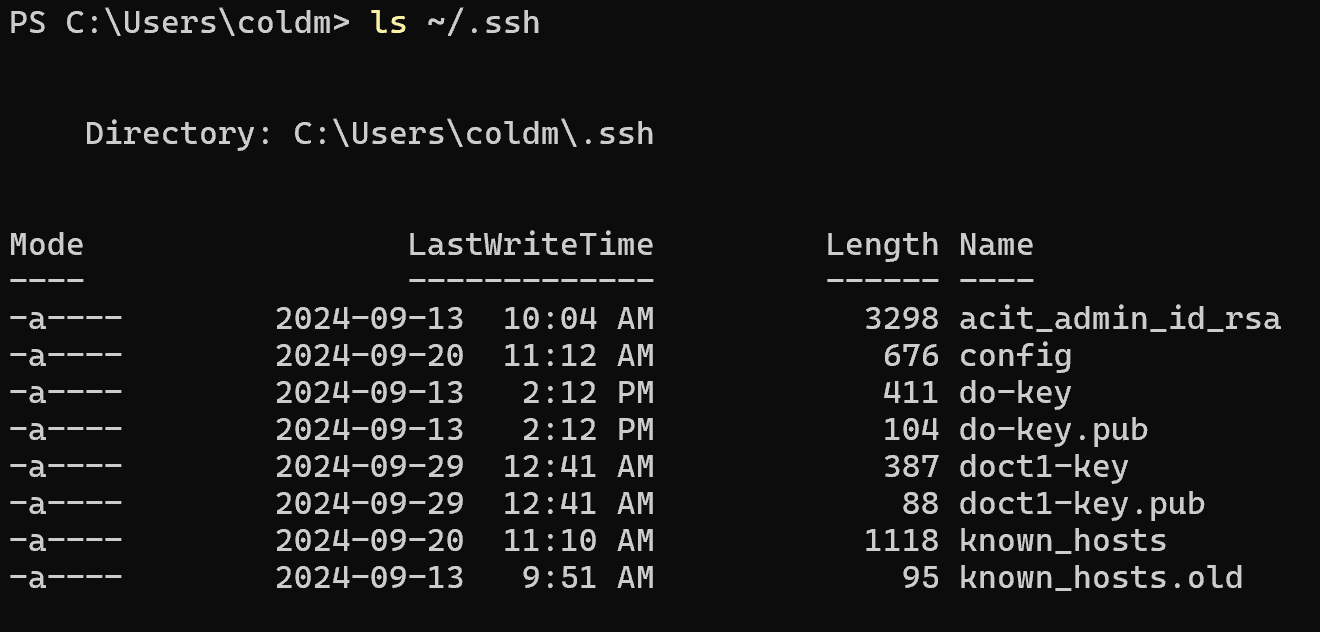 PS C:\Users\coldm> ls ~/.ssh
Directory: C:\Users\coldm\.ssh
Mode LastWriteTime Length Name
---- ------------- ------ ----
-a---- 2024-09-13 10:04 AM 3298 acit_admin_id_rsa
-a---- 2024-09-20 11:12 AM 676 config
-a---- 2024-09-13 2:12 PM 411 do-key
-a---- 2024-09-13 2:12 PM 104 do-key.pub
-a---- 2024-09-29 12:41 AM 387 doct1-key
-a---- 2024-09-29 12:41 AM 88 doct1-key.pub
-a---- 2024-09-20 11:10 AM 1118 known_hosts
-a---- 2024-09-13 9:51 AM 95 known_hosts.old